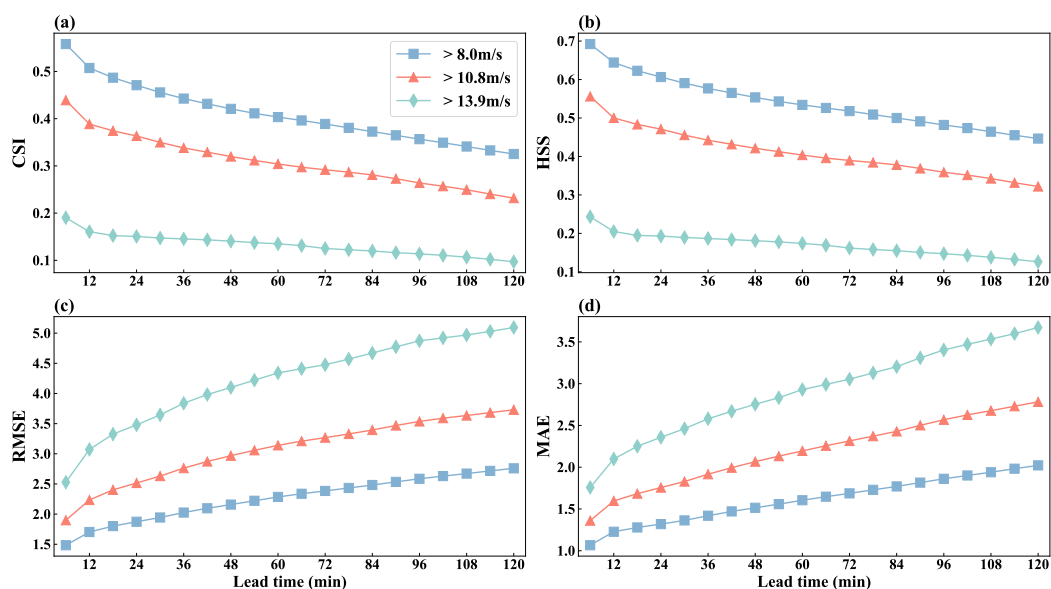 (a)
CSI
0.5
0.4
0.3
0.2
0.1
> 8.0m/s
> 10.8m/s
> 13.9m/s
12 24 36 48 60 72 84 96 108 120
(b)
HSS
0.7
0.6
0.5
0.4
0.3
0.2
0.1
12 24 36 48 60 72 84 96 108 120
(c)
RMSE
5.0
4.5
4.0
3.5
3.0
2.5
2.0
1.5
12 24 36 48 60 72 84 96 108 120
Lead time (min)
(d)
MAE
3.5
3.0
2.5
2.0
1.5
1.0
12 24 36 48 60 72 84 96 108 120
Lead time (min)